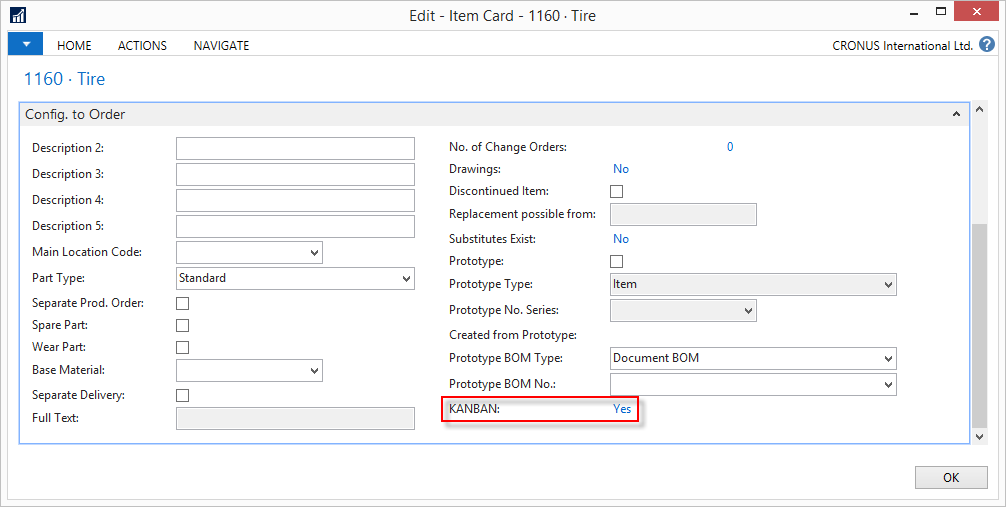 Edit - Item Card - 1160 · Tire
HOME ACTIONS NAVIGATE CRONUS International Ltd. ?
1160 · Tire
Config. to Order
Description 2:
Description 3:
Description 4:
Description 5:
Main Location Code:
Part Type: Standard
Separate Prod. Order:
Spare Part:
Wear Part:
Base Material:
Separate Delivery:
Full Text:
No. of Change Orders: 0
Drawings: No
Discontinued Item:
Replacement possible from:
Substitutes Exist: No
Prototype:
Prototype Type: Item
Prototype No. Series:
Created from Prototype:
Prototype BOM Type: Document BOM
Prototype BOM No.:
KANBAN: Yes
OK